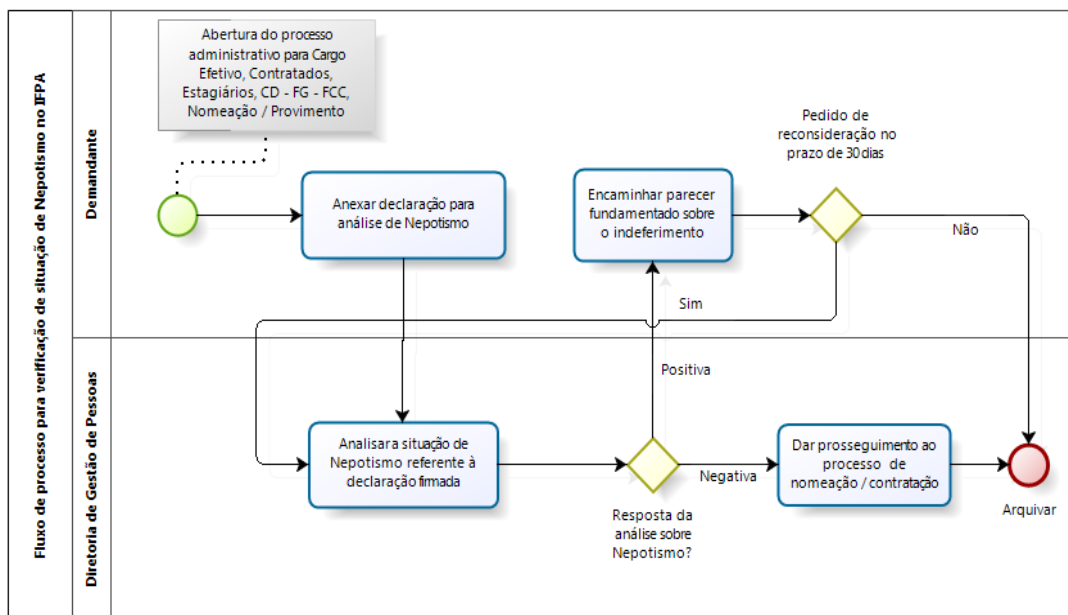 Fluxo de processo para verificação de situação de Nepotismo no IFPA
Demandante
Abertura do processo
administrativo para Cargo
Efetivo, Contratados,
Estagiários, CD - FG - FCC,
Nomeação / Provimento
Anexar declaração para
análise de Nepotismo
Encaminhar parecer
fundamentado sobre
o indeferimento
Pedido de
reconsideração no
prazo de 30 dias
Não
Sim
Diretoria de Gestão de Pessoas
Positiva
Analisar a situação de
Nepotismo referente à
declaração firmada
Negativa
Resposta da
análise sobre
Nepotismo?
Dar prosseguimento ao
processo de
nomeação / contratação
Arquivar